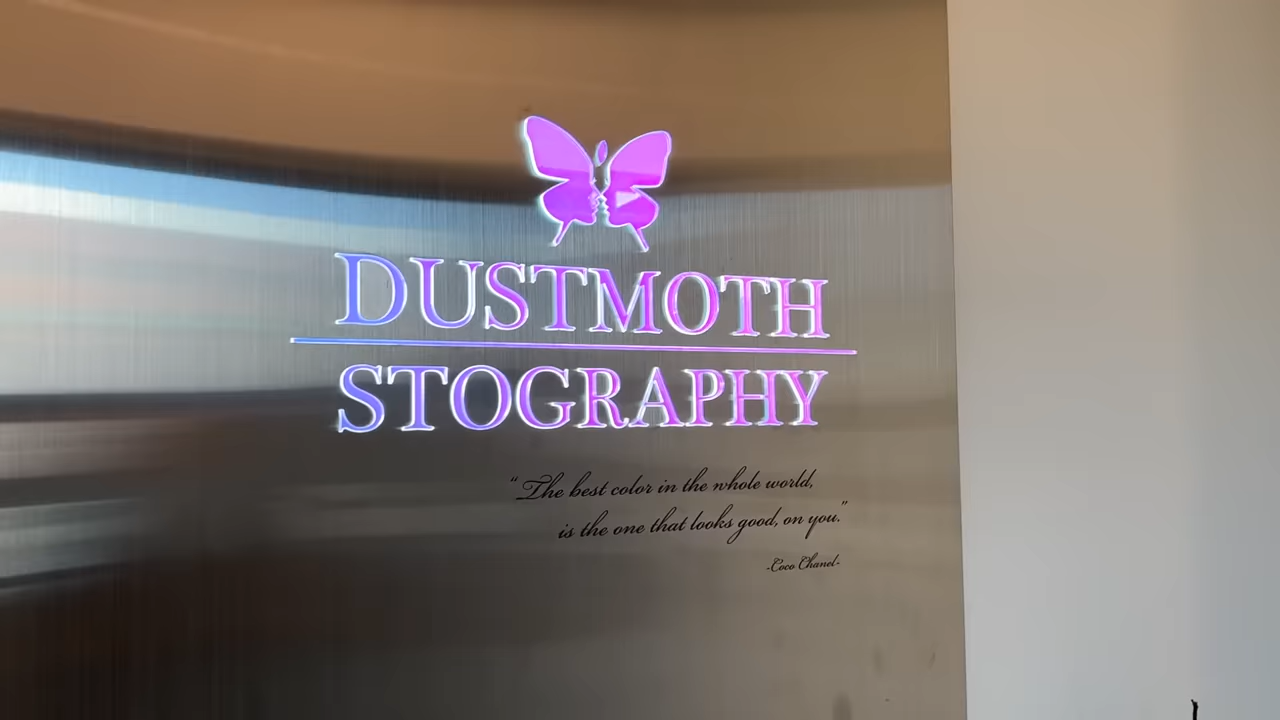 DUSTMOTH
STOGRAPHY
“The best color in the whole world,
is the one that looks good, on you.”
-Coco Chanel-